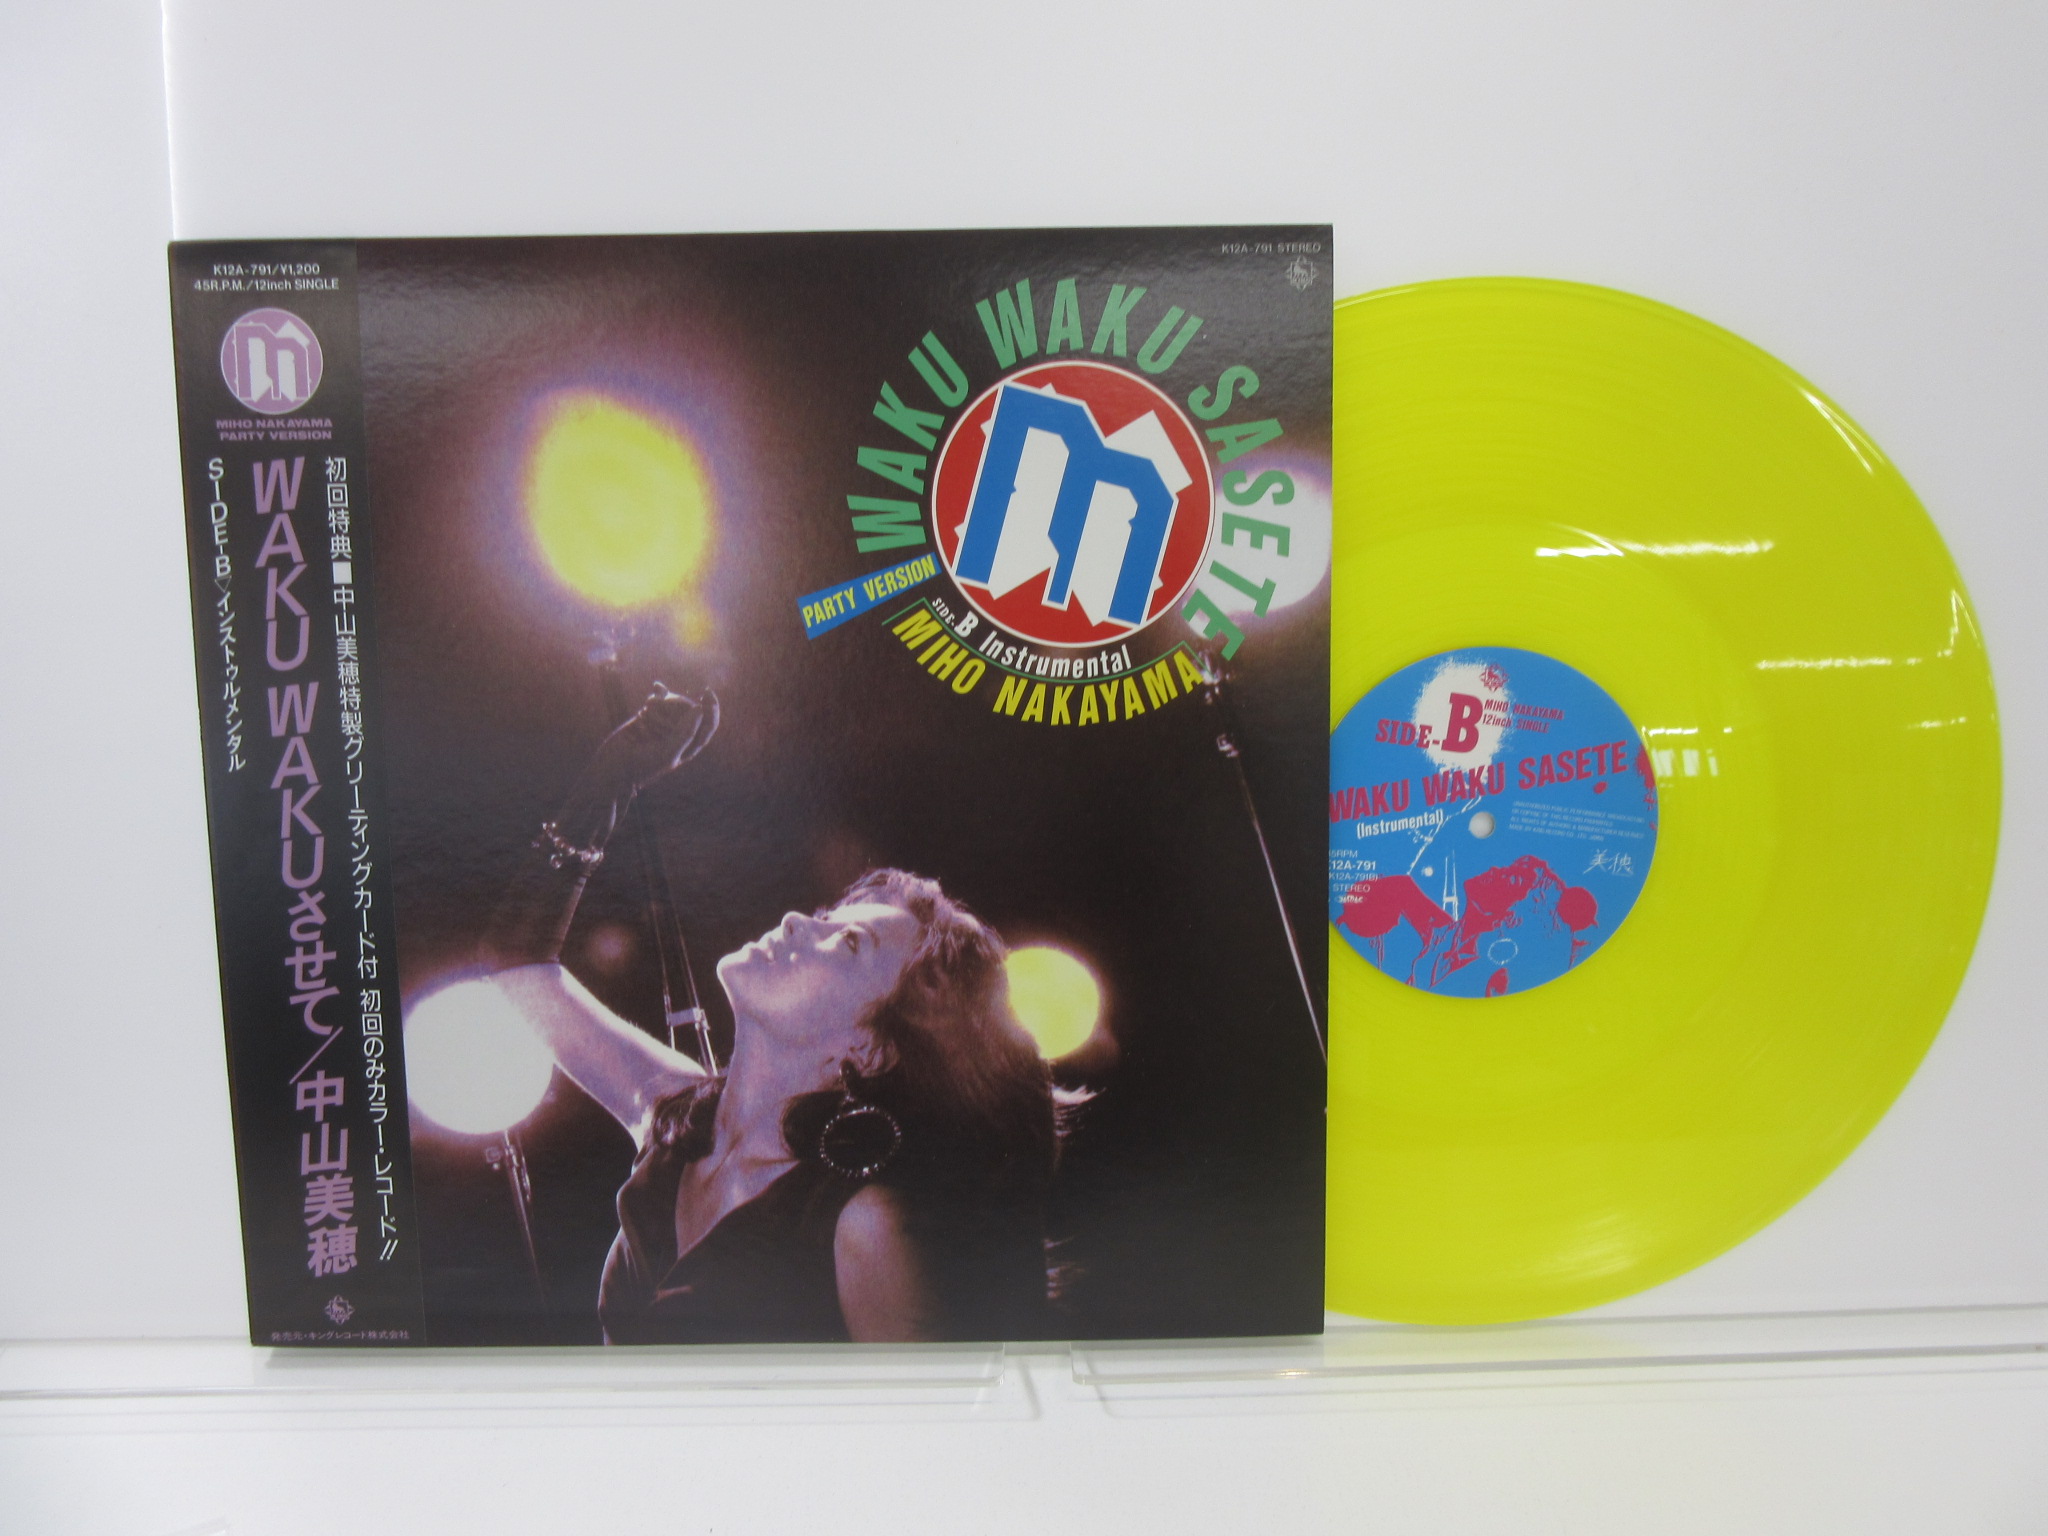 K12A-791/¥1,200
45R.P.M./12inch SINGLE
m
MIHO NAKAYAMA
PARTY VERSION
初回特典■中山美穂特製グリーティングカード付 初回のみカラー・レコード!!
WAKU WAKUさせて/中山美穂
SIDE-B▽インストゥルメンタル
発売元・キングレコード株式会社
K12A-791 STEREO
WAKU WAKU SASETE
m
PARTY VERSION
SIDE-B Instrumental
MIHO NAKAYAMA
SIDE-B
MIHO NAKAYAMA
12inch SINGLE
WAKU WAKU SASETE
(Instrumental)
45RPM
K12A-791
(K12A-791B)
STEREO
美穂